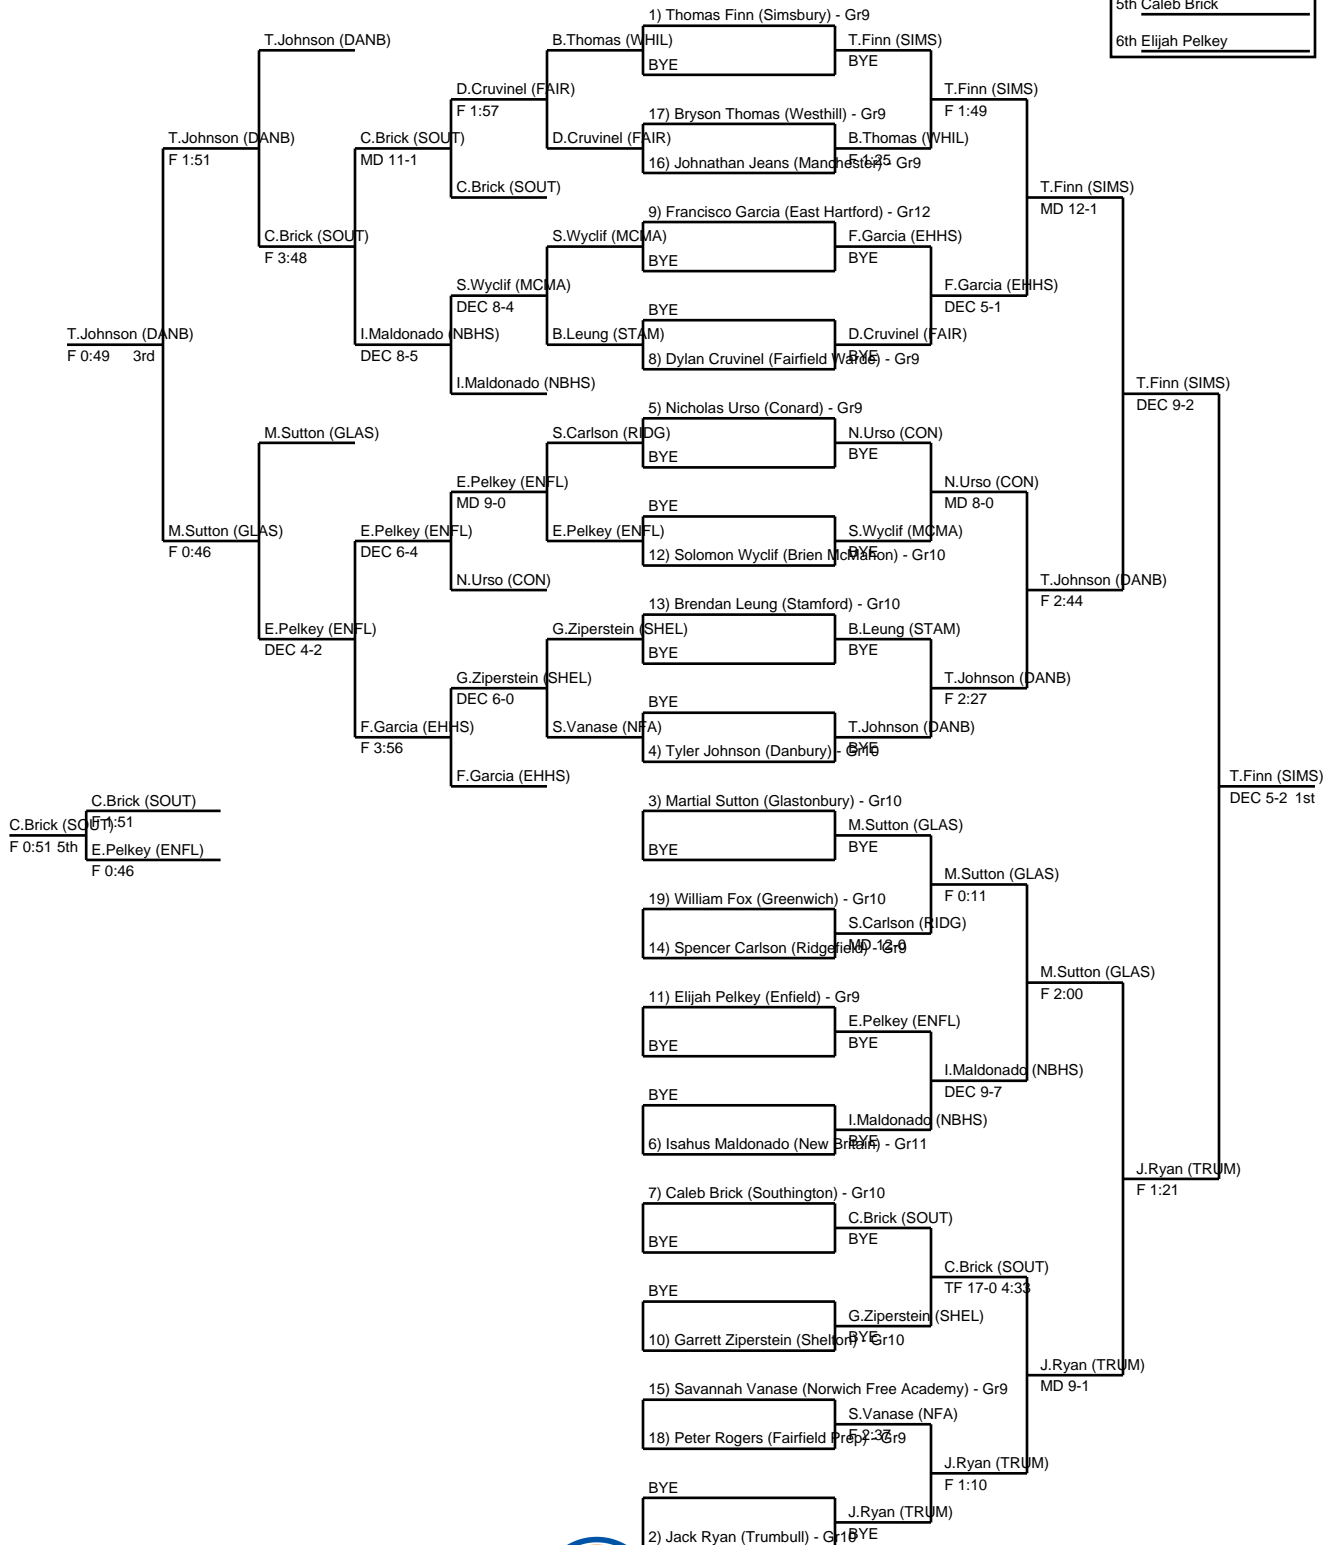 5th Caleb Brick
6th Elijah Pelkey
1) Thomas Finn (Simsbury) - Gr9
BYE
17) Bryson Thomas (Westhill) - Gr9
16) Johnathan Jeans (Manchester) - Gr9
9) Francisco Garcia (East Hartford) - Gr12
BYE
BYE
8) Dylan Cruvinel (Fairfield Warde) - Gr9
5) Nicholas Urso (Conard) - Gr9
BYE
BYE
12) Solomon Wyclif (Brien McMahon) - Gr10
13) Brendan Leung (Stamford) - Gr10
BYE
BYE
4) Tyler Johnson (Danbury) - Gr10
3) Martial Sutton (Glastonbury) - Gr10
BYE
19) William Fox (Greenwich) - Gr10
14) Spencer Carlson (Ridgefield) - Gr9
11) Elijah Pelkey (Enfield) - Gr9
BYE
BYE
6) Isahus Maldonado (New Britain) - Gr11
7) Caleb Brick (Southington) - Gr10
BYE
BYE
10) Garrett Ziperstein (Shelton) - Gr10
15) Savannah Vanase (Norwich Free Academy) - Gr9
18) Peter Rogers (Fairfield Prep) - Gr9
BYE
2) Jack Ryan (Trumbull) - Gr10
T.Finn (SIMS)
BYE
B.Thomas (WHIL)
F 1:25
F.Garcia (EHHS)
BYE
D.Cruvinel (FAIR)
BYE
N.Urso (CON)
BYE
S.Wyclif (MCMA)
BYE
B.Leung (STAM)
BYE
T.Johnson (DANB)
BYE
M.Sutton (GLAS)
BYE
S.Carlson (RIDG)
MD 12-0
E.Pelkey (ENFL)
BYE
I.Maldonado (NBHS)
BYE
C.Brick (SOUT)
BYE
G.Ziperstein (SHEL)
BYE
S.Vanase (NFA)
F 2:37
J.Ryan (TRUM)
BYE
T.Finn (SIMS)
F 1:49
F.Garcia (EHHS)
DEC 5-1
N.Urso (CON)
MD 8-0
T.Johnson (DANB)
F 2:27
M.Sutton (GLAS)
F 0:11
I.Maldonado (NBHS)
DEC 9-7
C.Brick (SOUT)
TF 17-0 4:33
J.Ryan (TRUM)
F 1:10
T.Finn (SIMS)
MD 12-1
T.Johnson (DANB)
F 2:44
M.Sutton (GLAS)
F 2:00
J.Ryan (TRUM)
MD 9-1
T.Finn (SIMS)
DEC 9-2
J.Ryan (TRUM)
F 1:21
T.Finn (SIMS)
DEC 5-2 1st
B.Thomas (WHIL)
D.Cruvinel (FAIR)
S.Wyclif (MCMA)
B.Leung (STAM)
S.Carlson (RIDG)
E.Pelkey (ENFL)
G.Ziperstein (SHEL)
S.Vanase (NFA)
D.Cruvinel (FAIR)
F 1:57
C.Brick (SOUT)
S.Wyclif (MCMA)
DEC 8-4
I.Maldonado (NBHS)
E.Pelkey (ENFL)
MD 9-0
N.Urso (CON)
G.Ziperstein (SHEL)
DEC 6-0
F.Garcia (EHHS)
C.Brick (SOUT)
MD 11-1
I.Maldonado (NBHS)
DEC 8-5
E.Pelkey (ENFL)
DEC 6-4
F.Garcia (EHHS)
F 3:56
T.Johnson (DANB)
C.Brick (SOUT)
F 3:48
M.Sutton (GLAS)
E.Pelkey (ENFL)
DEC 4-2
T.Johnson (DANB)
F 1:51
M.Sutton (GLAS)
F 0:46
T.Johnson (DANB)
F 0:49 3rd
C.Brick (SOUT)
F 1:51
E.Pelkey (ENFL)
F 0:46
C.Brick (SOUT)
F 0:51 5th